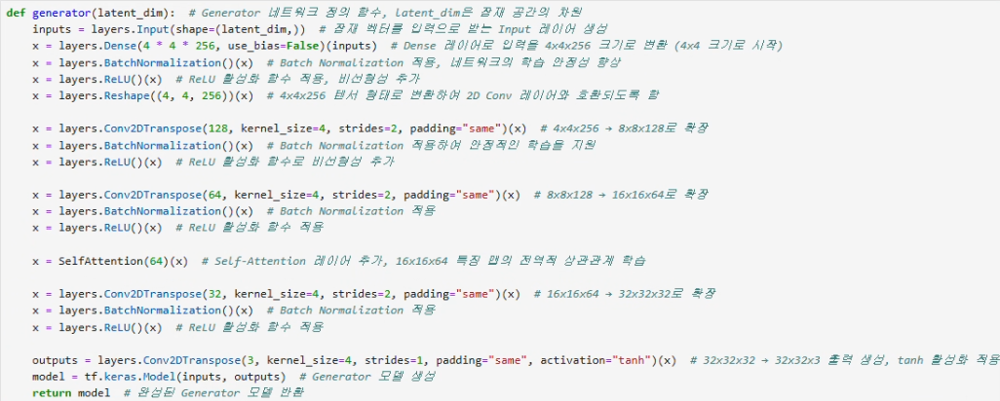 def generator(latent_dim):  # Generator 네트워크 정의 함수, latent_dim은 잠재 공간의 차원
    inputs = layers.Input(shape=(latent_dim,))  # 잠재 벡터를 입력으로 받는 Input 레이어 생성
    x = layers.Dense(4 * 4 * 256, use_bias=False)(inputs)  # Dense 레이어로 입력을 4x4x256 크기로 변환 (4x4 크기로 시작)
    x = layers.BatchNormalization()(x)  # Batch Normalization 적용, 네트워크의 학습 안정성 향상
    x = layers.ReLU()(x)  # ReLU 활성화 함수 적용, 비선형성 추가
    x = layers.Reshape((4, 4, 256))(x)  # 4x4x256 텐서 형태로 변환하여 2D Conv 레이어와 호환되도록 함

    x = layers.Conv2DTranspose(128, kernel_size=4, strides=2, padding="same")(x)  # 4x4x256 → 8x8x128로 확장
    x = layers.BatchNormalization()(x)  # Batch Normalization 적용하여 안정적인 학습을 지원
    x = layers.ReLU()(x)  # ReLU 활성화 함수로 비선형성 추가

    x = layers.Conv2DTranspose(64, kernel_size=4, strides=2, padding="same")(x)  # 8x8x128 → 16x16x64로 확장
    x = layers.BatchNormalization()(x)  # Batch Normalization 적용
    x = layers.ReLU()(x)  # ReLU 활성화 함수 적용

    x = SelfAttention(64)(x)  # Self-Attention 레이어 추가, 16x16x64 특징 맵의 전역적 상관관계 학습

    x = layers.Conv2DTranspose(32, kernel_size=4, strides=2, padding="same")(x)  # 16x16x64 → 32x32x32로 확장
    x = layers.BatchNormalization()(x)  # Batch Normalization 적용
    x = layers.ReLU()(x)  # ReLU 활성화 함수 적용

    outputs = layers.Conv2DTranspose(3, kernel_size=4, strides=1, padding="same", activation="tanh")(x)  # 32x32x32 → 32x32x3 출력 생성, tanh 활성화 적용
    model = tf.keras.Model(inputs, outputs)  # Generator 모델 생성
    return model  # 완성된 Generator 모델 반환